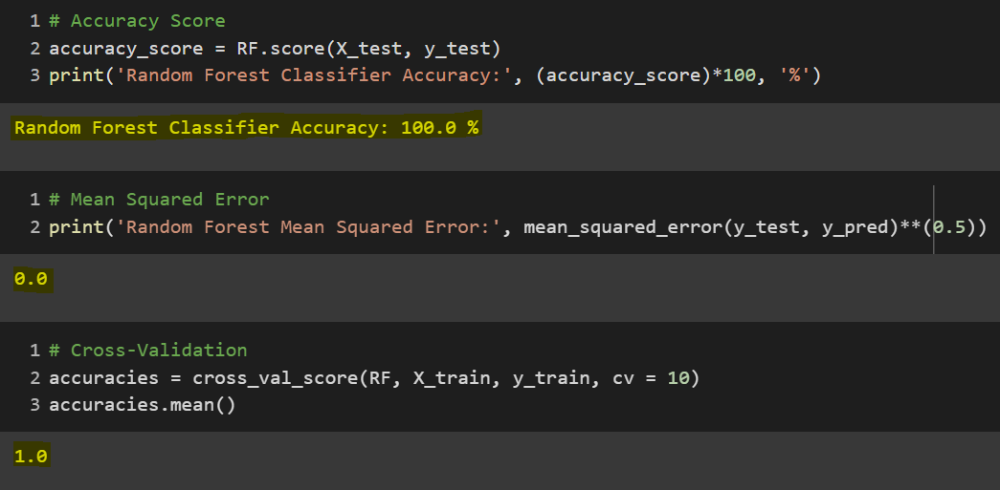 1 # Accuracy Score
2 accuracy_score = RF.score(X_test, y_test)
3 print('Random Forest Classifier Accuracy:', (accuracy_score)*100, '%')
Random Forest Classifier Accuracy: 100.0 %
1 # Mean Squared Error
2 print('Random Forest Mean Squared Error:', mean_squared_error(y_test, y_pred)**(0.5))
0.0
1 # Cross-Validation
2 accuracies = cross_val_score(RF, X_train, y_train, cv = 10)
3 accuracies.mean()
1.0